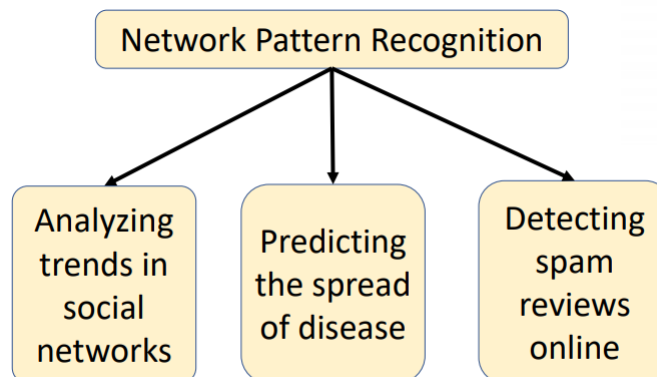 Network Pattern Recognition
Analyzing
trends in
social
networks
Predicting
the spread
of disease
Detecting
spam
reviews
online